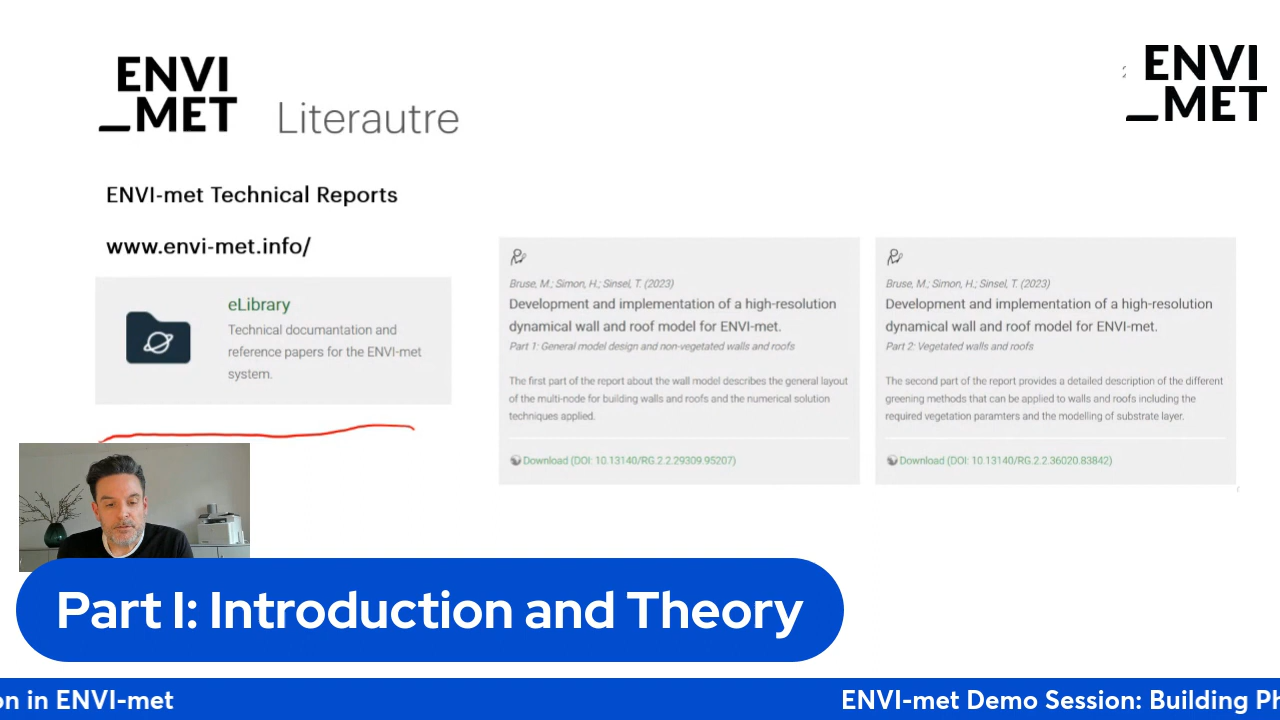 ENVI
_MET
Literautre
ENVI
_MET
ENVI-met Technical Reports
www.envi-met.info/
eLibrary
Technical documantation and
reference papers for the ENVI-met
system.
Bruse, M.; Simon, H.; Sinsel, T. (2023)
Development and implementation of a high-resolution
dynamical wall and roof model for ENVI-met.
Part 1: General model design and non-vegetated walls and roofs
The first part of the report about the wall model describes the general layout
of the multi-node for building walls and roofs and the numerical solution
techniques applied.
Download (DOI: 10.13140/RG.2.2.29309.95207)
Bruse, M.; Simon, H.; Sinsel, T. (2023)
Development and implementation of a high-resolution
dynamical wall and roof model for ENVI-met.
Part 2: Vegetated walls and roofs
The second part of the report provides a detailed description of the different
greening methods that can be applied to walls and roofs including the
required vegetation paramters and the modelling of substrate layer.
Download (DOI: 10.13140/RG.2.2.36020.83842)
Part I: Introduction and Theory
on in ENVI-met
ENVI-met Demo Session: Building Ph